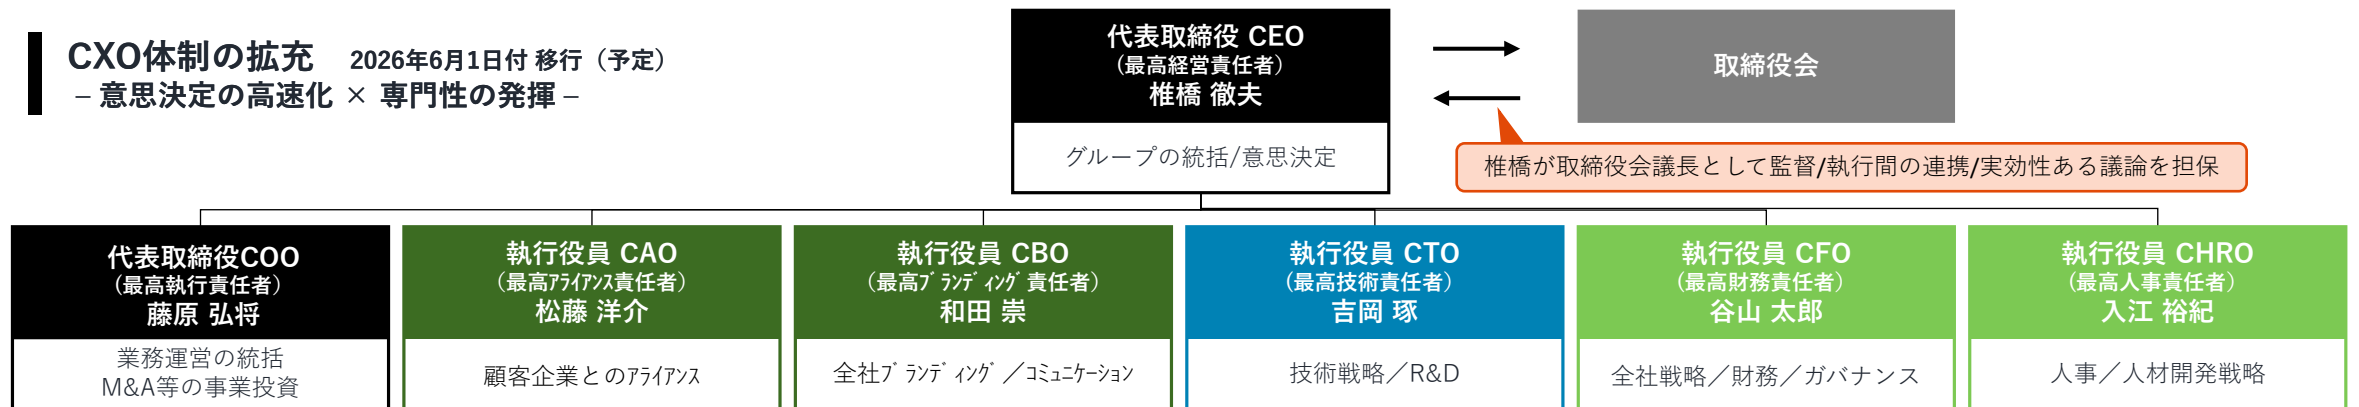 CXO体制の拡充 2026年6月1日付 移行（予定）
– 意思決定の高速化 × 専門性の発揮 –
代表取締役 CEO
（最高経営責任者）
椎橋 徹夫
グループの統括/意思決定
取締役会
椎橋が取締役会議長として監督/執行間の連携/実効性ある議論を担保
代表取締役COO
（最高執行責任者）
藤原 弘将
業務運営の統括
M&A等の事業投資
執行役員 CAO
（最高ｱﾗｲｱﾝｽ責任者）
松藤 洋介
顧客企業とのｱﾗｲｱﾝｽ
執行役員 CBO
（最高ﾌﾞﾗﾝﾃﾞｨﾝｸﾞ責任者）
和田 崇
全社ﾌﾞﾗﾝﾃﾞｨﾝｸﾞ／ｺﾐｭﾆｹｰｼｮﾝ
執行役員 CTO
（最高技術責任者）
吉岡 琢
技術戦略／R&D
執行役員 CFO
（最高財務責任者）
谷山 太郎
全社戦略／財務／ガバナンス
執行役員 CHRO
（最高人事責任者）
入江 裕紀
人事／人材開発戦略